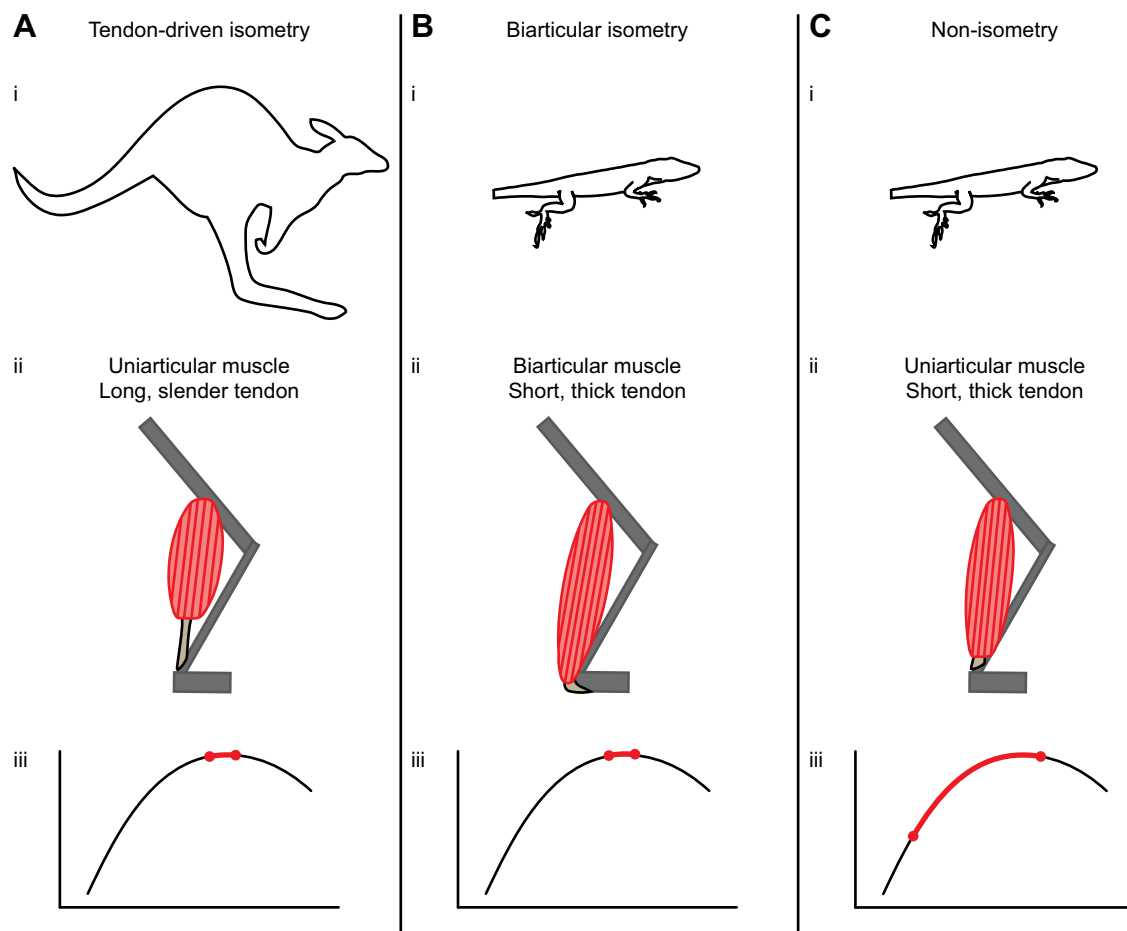 A Tendon-driven isometry
i
ii Uniarticular muscle
Long, slender tendon
iii
B Biarticular isometry
i
ii Biarticular muscle
Short, thick tendon
iii
C Non-isometry
i
ii Uniarticular muscle
Short, thick tendon
iii